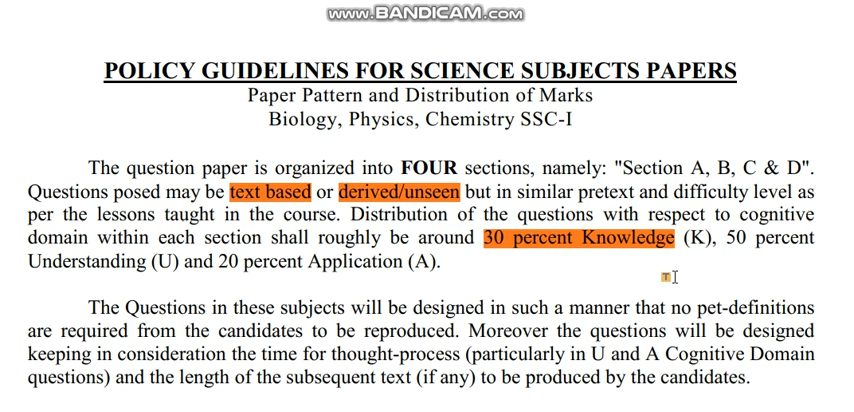 www.BANDICAM.com
POLICY GUIDELINES FOR SCIENCE SUBJECTS PAPERS
Paper Pattern and Distribution of Marks
Biology, Physics, Chemistry SSC-I
The question paper is organized into FOUR sections, namely: "Section A, B, C & D".
Questions posed may be text based or derived/unseen but in similar pretext and difficulty level as
per the lessons taught in the course. Distribution of the questions with respect to cognitive
domain within each section shall roughly be around 30 percent Knowledge (K), 50 percent
Understanding (U) and 20 percent Application (A).
T
The Questions in these subjects will be designed in such a manner that no pet-definitions
are required from the candidates to be reproduced. Moreover the questions will be designed
keeping in consideration the time for thought-process (particularly in U and A Cognitive Domain
questions) and the length of the subsequent text (if any) to be produced by the candidates.